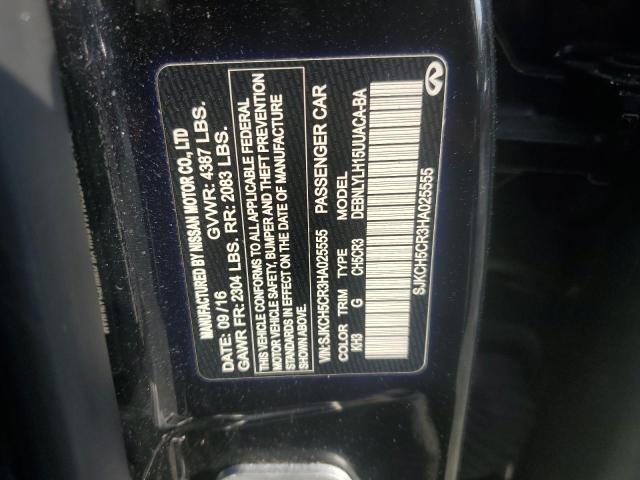 MANUFACTURED BY NISSAN MOTOR CO., LTD
DATE: 09/16 GVWR: 4387 LBS.
GAWR FR: 2304 LBS. RR: 2083 LBS.
THIS VEHICLE CONFORMS TO ALL APPLICABLE FEDERAL
MOTOR VEHICLE SAFETY, BUMPER AND THEFT PREVENTION
STANDARDS IN EFFECT ON THE DATE OF MANUFACTURE
SHOWN ABOVE.
VIN:SJKCH5CR3HA025555 PASSENGER CAR
COLOR TRIM TYPE MODEL
KH3 G CH5CR3 DEBNLYLH15UUACA-BA
SJKCH5CR3HA025555